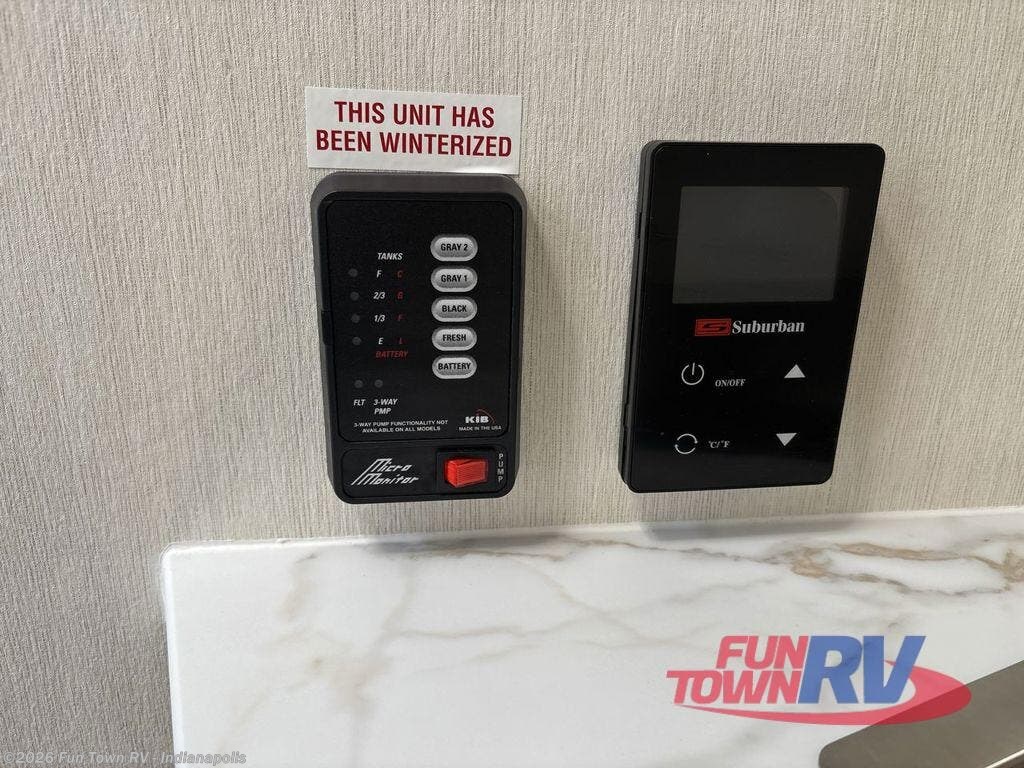 THIS UNIT HAS
BEEN WINTERIZED
TANKS
F C
2/3 G
1/3 F
E L
BATTERY
GRAY 2
GRAY 1
BLACK
FRESH
BATTERY
FLT 3-WAY
PMP
3-WAY PUMP FUNCTIONALITY NOT
AVAILABLE ON ALL MODELS
KIB
MADE IN THE USA
Micro
Monitor
PUMP
S Suburban
ON/OFF
°C/°F
FUN
TOWN RV
©2026 Fun Town RV - Indianapolis